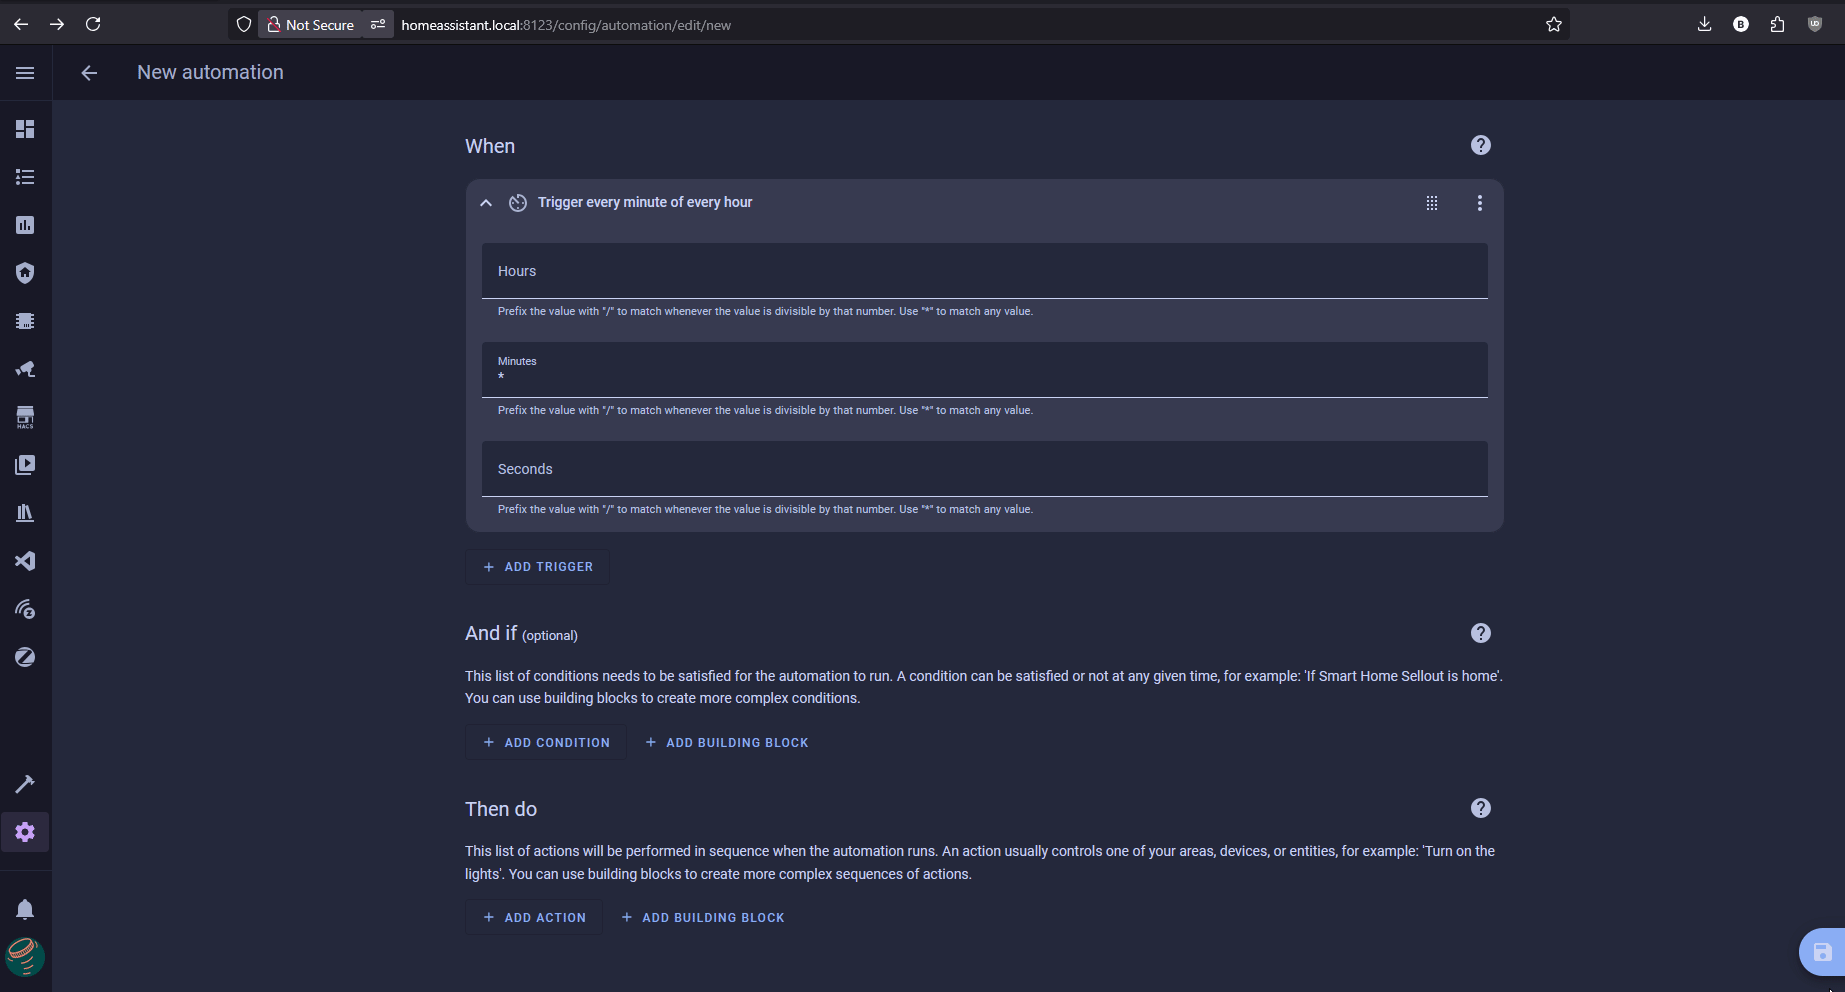 Not Secure
homeassistant.local:8123/config/automation/edit/new
B
UO
New automation
When
?
Trigger every minute of every hour
Hours
Prefix the value with "/" to match whenever the value is divisible by that number. Use "*" to match any value.
Minutes
*
Prefix the value with "/" to match whenever the value is divisible by that number. Use "*" to match any value.
Seconds
Prefix the value with "/" to match whenever the value is divisible by that number. Use "*" to match any value.
HACS
+ ADD TRIGGER
And if (optional)
?
This list of conditions needs to be satisfied for the automation to run. A condition can be satisfied or not at any given time, for example: 'If Smart Home Sellout is home'.
You can use building blocks to create more complex conditions.
+ ADD CONDITION + ADD BUILDING BLOCK
Then do
?
This list of actions will be performed in sequence when the automation runs. An action usually controls one of your areas, devices, or entities, for example: 'Turn on the
lights'. You can use building blocks to create more complex sequences of actions.
+ ADD ACTION + ADD BUILDING BLOCK